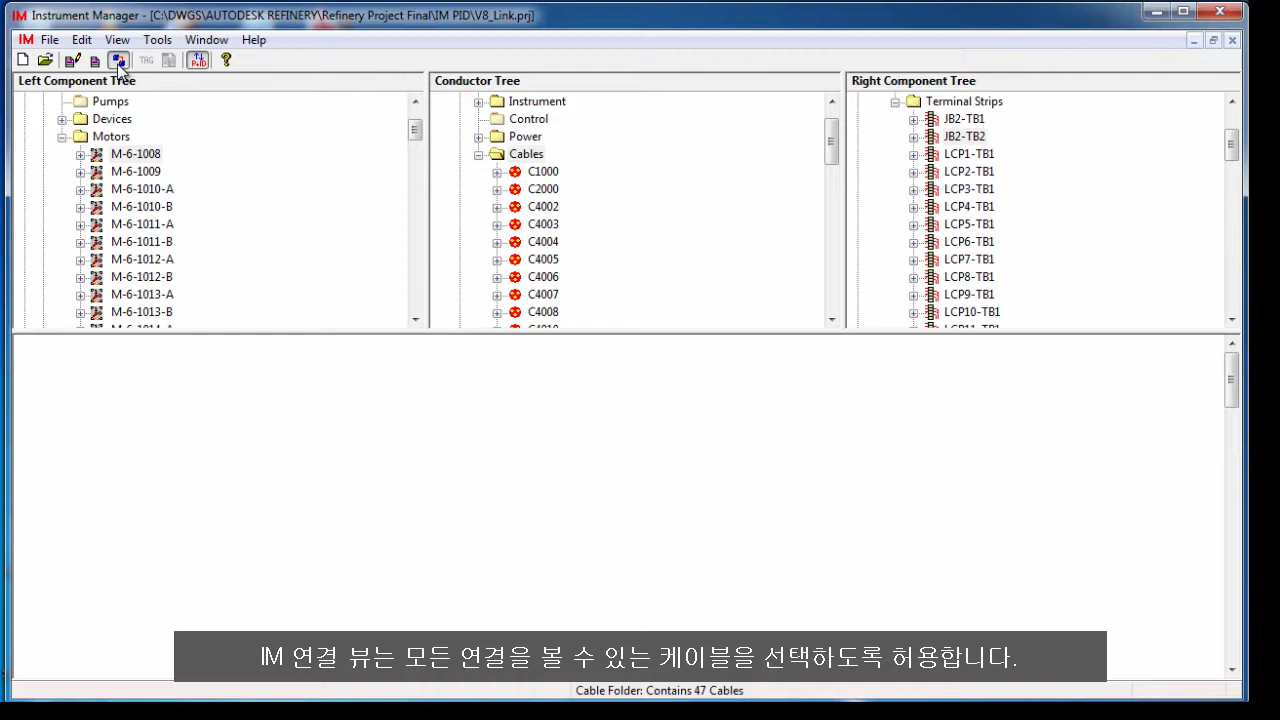 Instrument Manager - [C:\DWGS\AUTODESK REFINERY\Refinery Project Final\IM PID\V8_Link.prj]
IM File Edit View Tools Window Help
TAG P&ID
Left Component Tree
Pumps
Devices
Motors
M-6-1008
M-6-1009
M-6-1010-A
M-6-1010-B
M-6-1011-A
M-6-1011-B
M-6-1012-A
M-6-1012-B
M-6-1013-A
M-6-1013-B
Conductor Tree
Instrument
Control
Power
Cables
C1000
C2000
C4002
C4003
C4004
C4005
C4006
C4007
C4008
Right Component Tree
Terminal Strips
JB2-TB1
JB2-TB2
LCP1-TB1
LCP2-TB1
LCP3-TB1
LCP4-TB1
LCP5-TB1
LCP6-TB1
LCP7-TB1
LCP8-TB1
LCP9-TB1
LCP10-TB1
IM 연결 뷰는 모든 연결을 볼 수 있는 케이블을 선택하도록 허용합니다.
Cable Folder: Contains 47 Cables